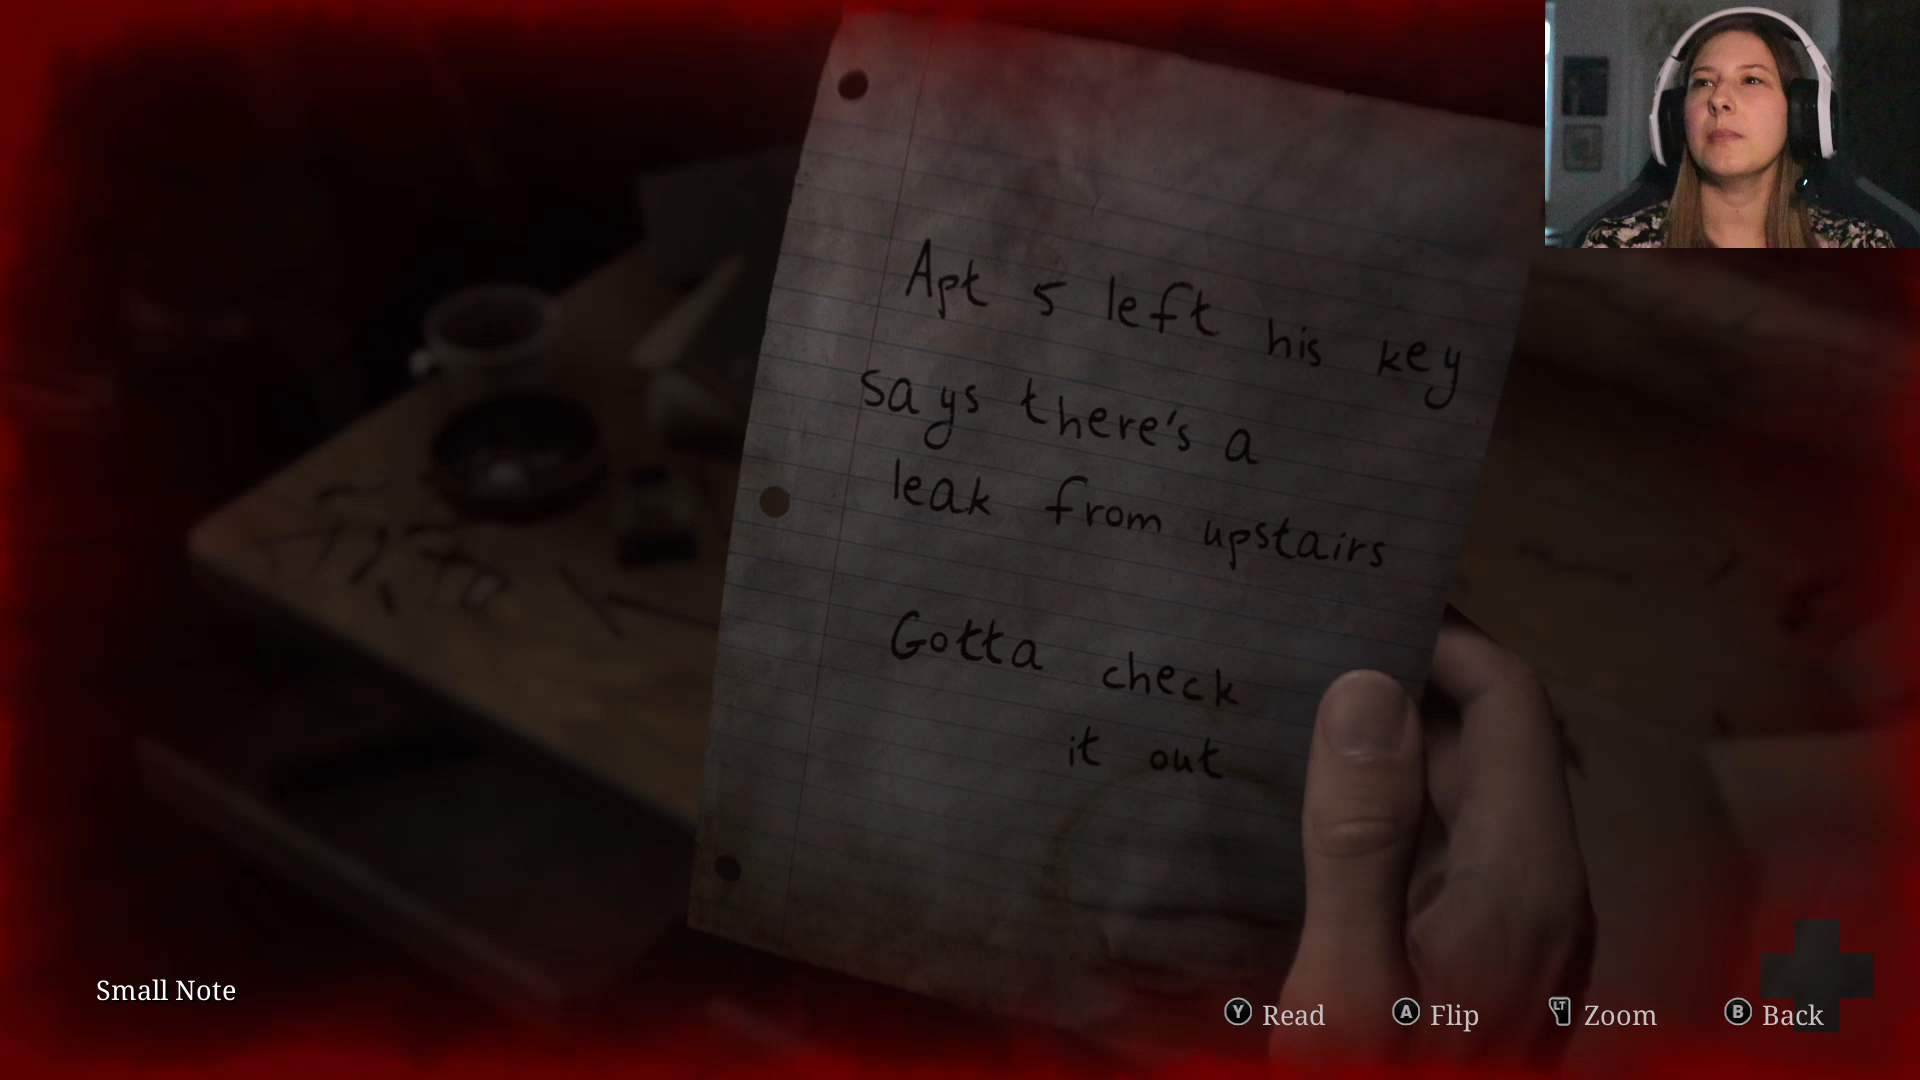 Apt 5 left his key
says there's a
leak from upstairs
Gotta check
it out
Small Note
Y Read
A Flip
LT Zoom
B Back